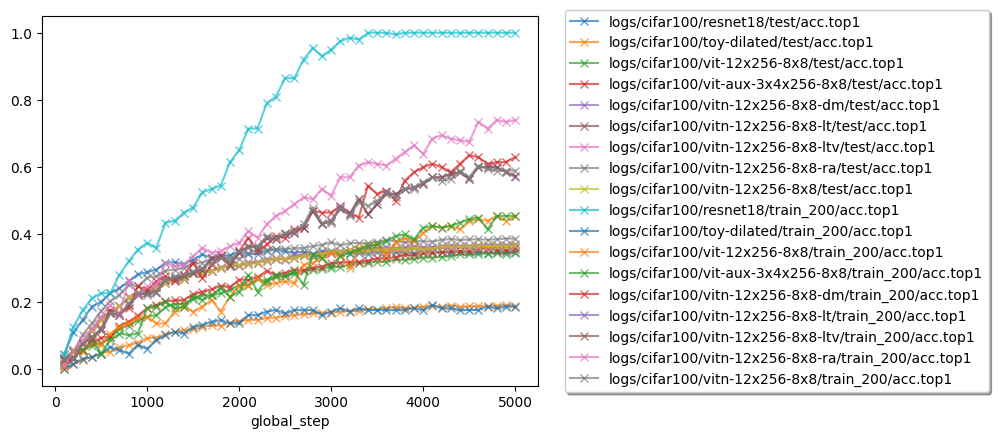 1.0
0.8
0.6
0.4
0.2
0.0
0
1000
2000
3000
4000
5000
global_step
logs/cifar100/resnet18/test/acc.top1
logs/cifar100/toy-dilated/test/acc.top1
logs/cifar100/vit-12x256-8x8/test/acc.top1
logs/cifar100/vit-aux-3x4x256-8x8/test/acc.top1
logs/cifar100/vitn-12x256-8x8-dm/test/acc.top1
logs/cifar100/vitn-12x256-8x8-lt/test/acc.top1
logs/cifar100/vitn-12x256-8x8-ltv/test/acc.top1
logs/cifar100/vitn-12x256-8x8-ra/test/acc.top1
logs/cifar100/vitn-12x256-8x8/test/acc.top1
logs/cifar100/resnet18/train_200/acc.top1
logs/cifar100/toy-dilated/train_200/acc.top1
logs/cifar100/vit-12x256-8x8/train_200/acc.top1
logs/cifar100/vit-aux-3x4x256-8x8/train_200/acc.top1
logs/cifar100/vitn-12x256-8x8-dm/train_200/acc.top1
logs/cifar100/vitn-12x256-8x8-lt/train_200/acc.top1
logs/cifar100/vitn-12x256-8x8-ltv/train_200/acc.top1
logs/cifar100/vitn-12x256-8x8-ra/train_200/acc.top1
logs/cifar100/vitn-12x256-8x8/train_200/acc.top1